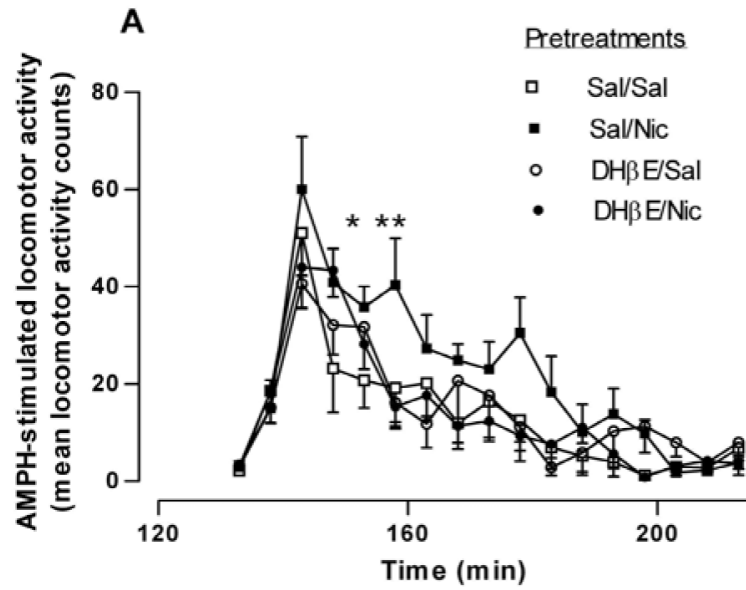 A
Pretreatments
Sal/Sal
Sal/Nic
DHβE/Sal
DHβE/Nic
AMPH-stimulated locomotor activity
(mean locomotor activity counts)
80
60
40
20
0
* **
120 160 200
Time (min)